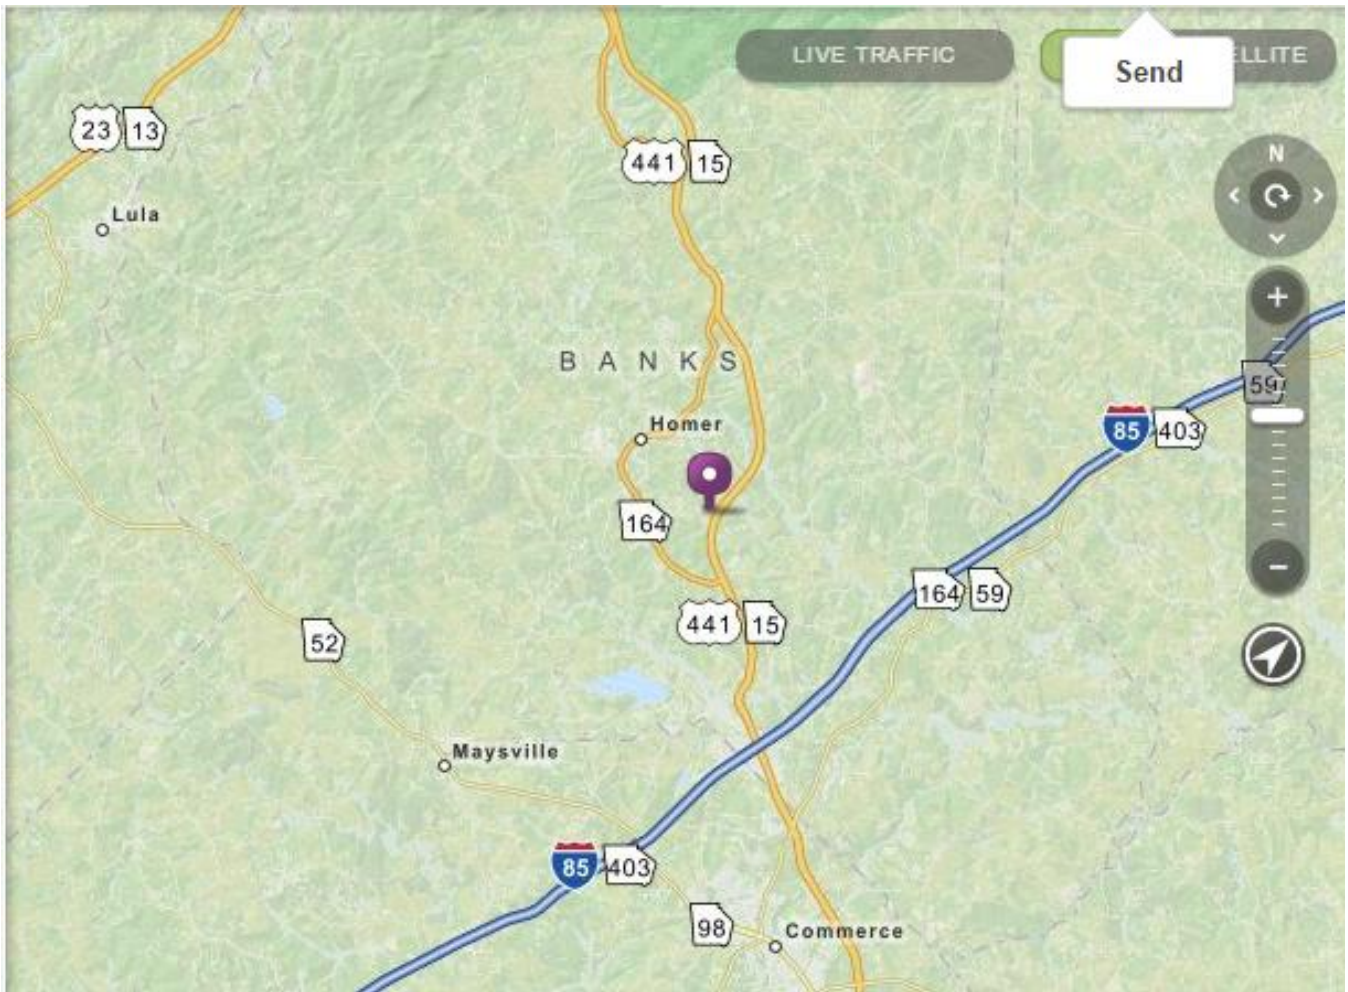 LIVE TRAFFIC
Send
ELLITE
23 13
441 15
N
Lula
BANKS
59
Homer
85 403
164
164 59
441 15
52
Maysville
85 403
98
Commerce